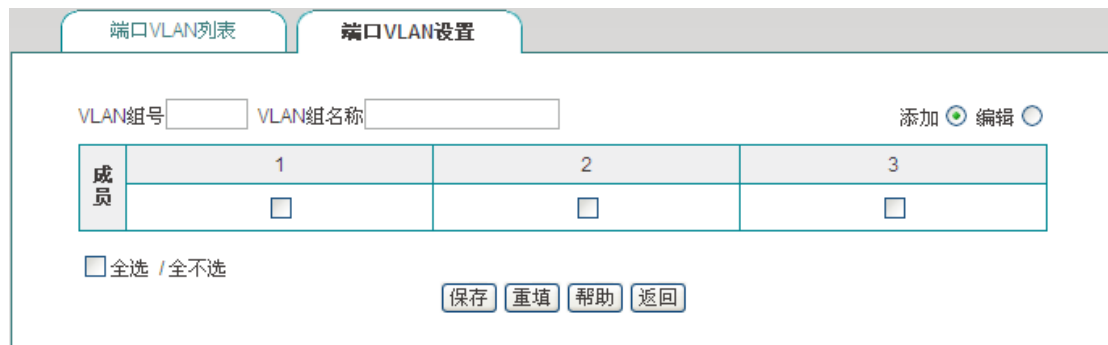 端口VLAN列表 端口VLAN设置
VLAN组号 VLAN组名称 添加 编辑
成员 1 2 3
全选 / 全不选
保存 重填 帮助 返回